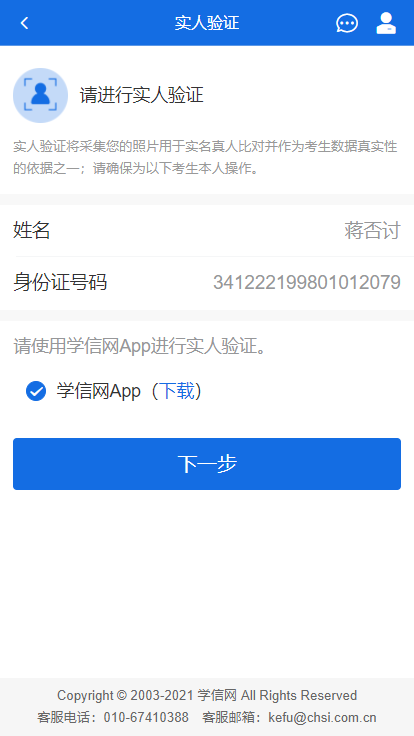 实人验证
请进行实人验证
实人验证将采集您的照片用于实名真人比对并作为考生数据真实性
的依据之一；请确保为以下考生本人操作。
姓名 蒋否讨
身份证号码 341222199801012079
请使用学信网App进行实人验证。
学信网App（下载）
下一步
Copyright © 2003-2021 学信网 All Rights Reserved
客服电话：010-67410388 客服邮箱：kefu@chsi.com.cn